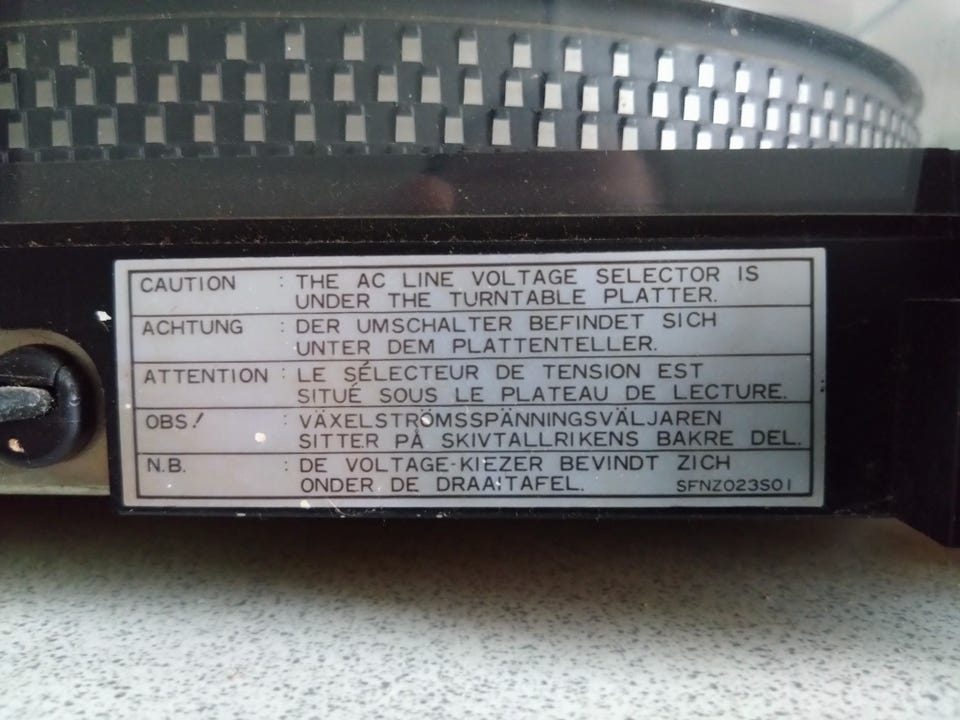 CAUTION : THE AC LINE VOLTAGE SELECTOR IS
UNDER THE TURNTABLE PLATTER.
ACHTUNG : DER UMSCHALTER BEFINDET SICH
UNTER DEM PLATTENTELLER.
ATTENTION : LE SÉLECTEUR DE TENSION EST
SITUÉ SOUS LE PLATEAU DE LECTURE.
OBS! : VÄXELSTRÖMSSPÄNNINGSVÄLJAREN
SITTER PÅ SKIVTALLRIKENS BAKRE DEL.
N.B. : DE VOLTAGE-KIEZER BEVINDT ZICH
ONDER DE DRAAITAFEL. SFNZ023S01